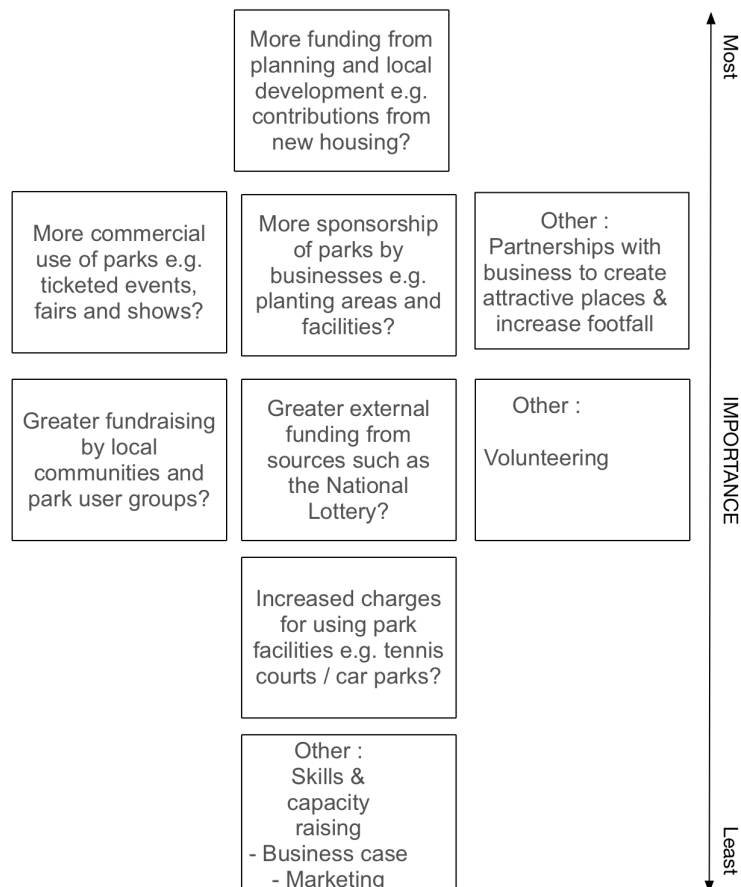 More funding from
planning and local
development e.g.
contributions from
new housing?
Most
More commercial
use of parks e.g.
ticketed events,
fairs and shows?
More sponsorship
of parks by
businesses e.g.
planting areas and
facilities?
Other :
Partnerships with
business to create
attractive places &
increase footfall
Greater fundraising
by local
communities and
park user groups?
Greater external
funding from
sources such as
the National
Lottery?
Other :
Volunteering
IMPORTANCE
Increased charges
for using park
facilities e.g. tennis
courts / car parks?
Other :
Skills &
capacity
raising
- Business case
- Marketing
Least